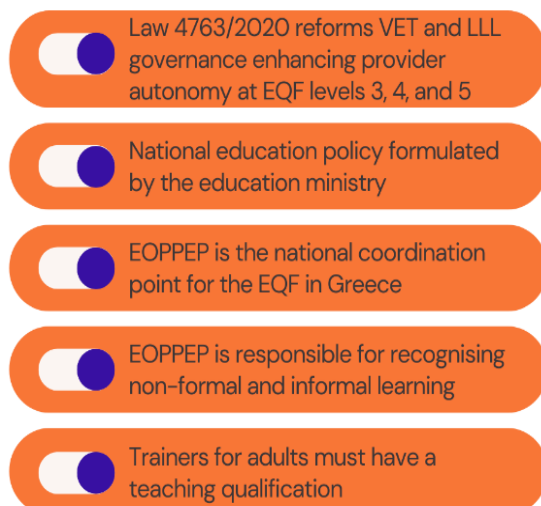 Law 4763/2020 reforms VET and LLL
governance enhancing provider
autonomy at EQF levels 3, 4, and 5
National education policy formulated
by the education ministry
EOPPEP is the national coordination
point for the EQF in Greece
EOPPEP is responsible for recognising
non-formal and informal learning
Trainers for adults must have a
teaching qualification